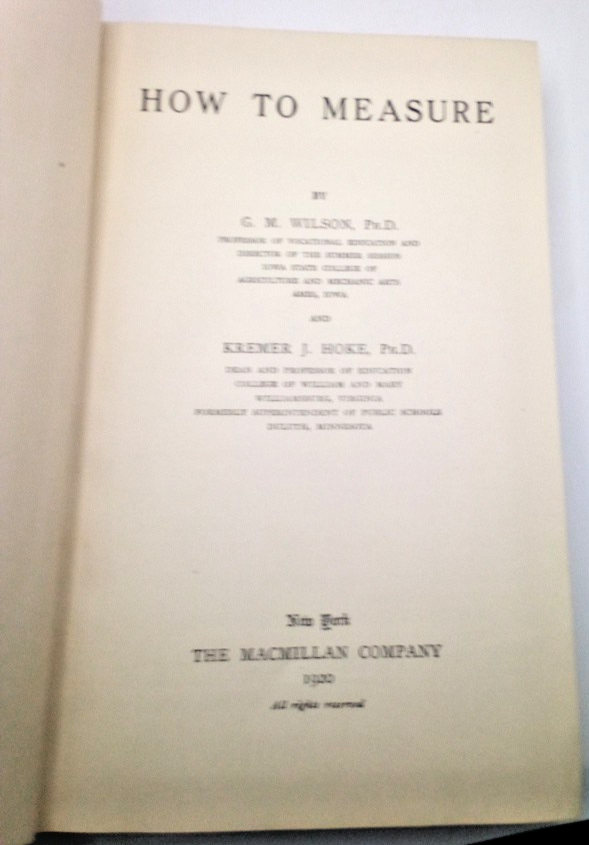 HOW TO MEASURE
BY
G. M. WILSON, PH.D.
PROFESSOR OF VOCATIONAL EDUCATION AND
DIRECTOR OF THE SUMMER SESSION
IOWA STATE COLLEGE OF
AGRICULTURE AND MECHANIC ARTS
AMES, IOWA
AND
KREMER J. HOKE, PH.D.
DEAN AND PROFESSOR OF EDUCATION
COLLEGE OF WILLIAM AND MARY
WILLIAMSBURG, VIRGINIA
FORMERLY SUPERINTENDENT OF PUBLIC SCHOOLS
DULUTH, MINNESOTA
New York
THE MACMILLAN COMPANY
1920
All rights reserved